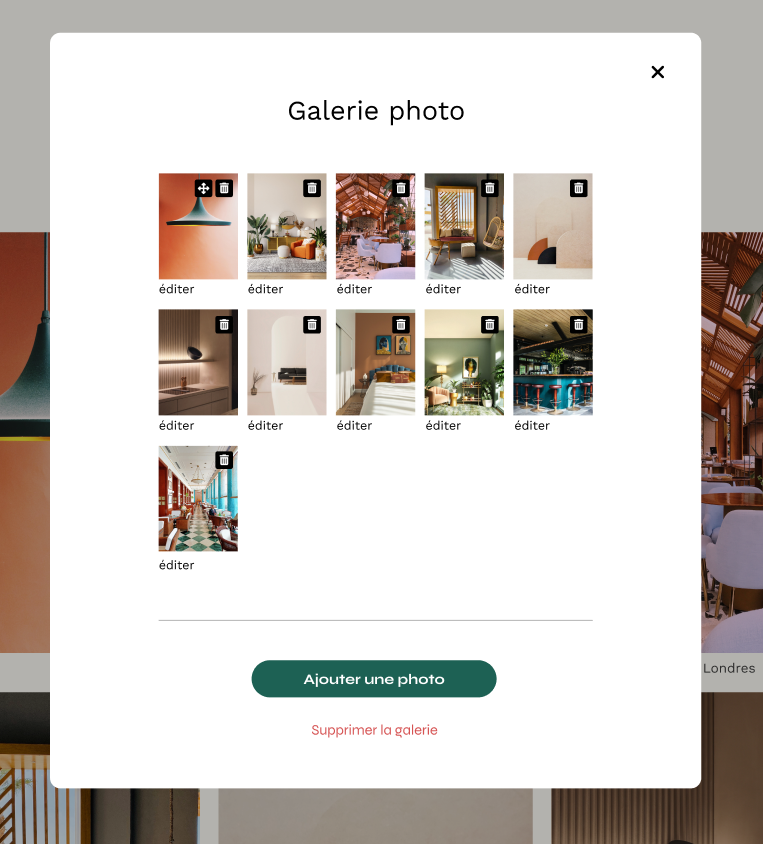 Galerie photo
éditer éditer éditer éditer éditer
éditer éditer éditer éditer éditer
éditer
Ajouter une photo
Londres
Supprimer la galerie